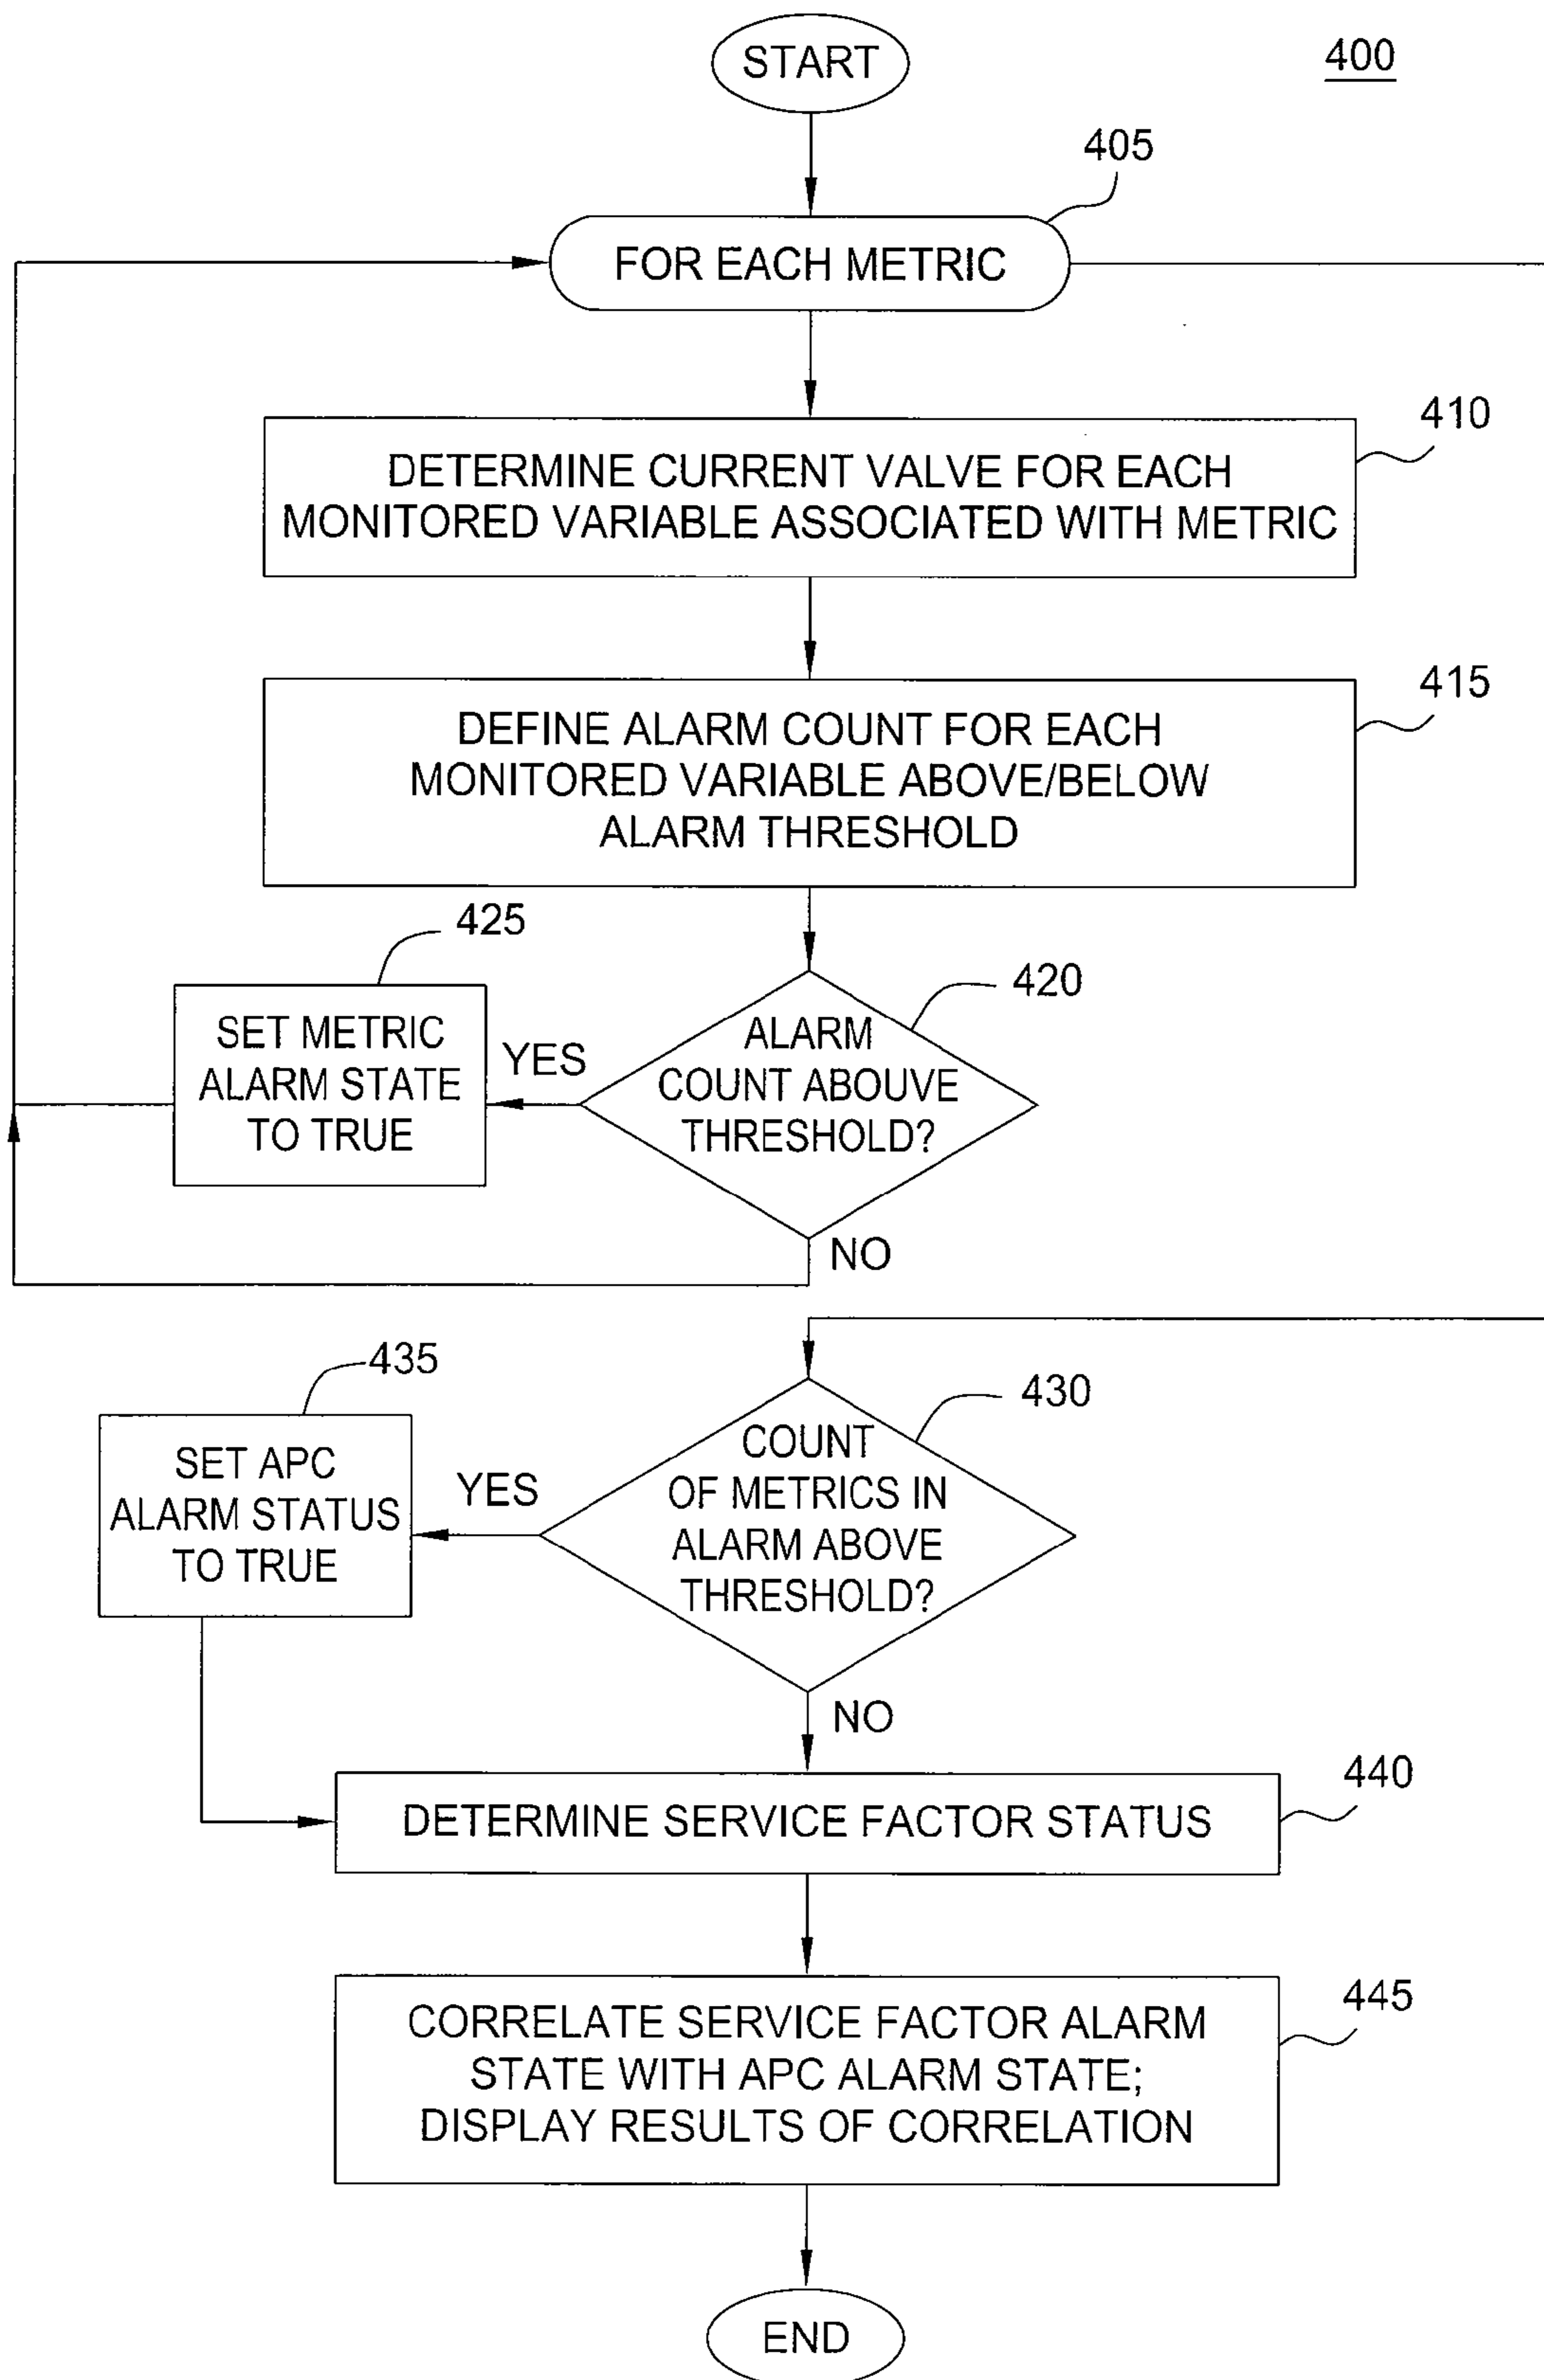 START
400
405
FOR EACH METRIC
410
DETERMINE CURRENT VALVE FOR EACH
MONITORED VARIABLE ASSOCIATED WITH METRIC
415
DEFINE ALARM COUNT FOR EACH
MONITORED VARIABLE ABOVE/BELOW
ALARM THRESHOLD
425
SET METRIC
ALARM STATE
TO TRUE
YES
420
ALARM
COUNT ABOUVE
THRESHOLD?
NO
435
SET APC
ALARM STATUS
TO TRUE
YES
430
COUNT
OF METRICS IN
ALARM ABOVE
THRESHOLD?
NO
440
DETERMINE SERVICE FACTOR STATUS
445
CORRELATE SERVICE FACTOR ALARM
STATE WITH APC ALARM STATE;
DISPLAY RESULTS OF CORRELATION
END